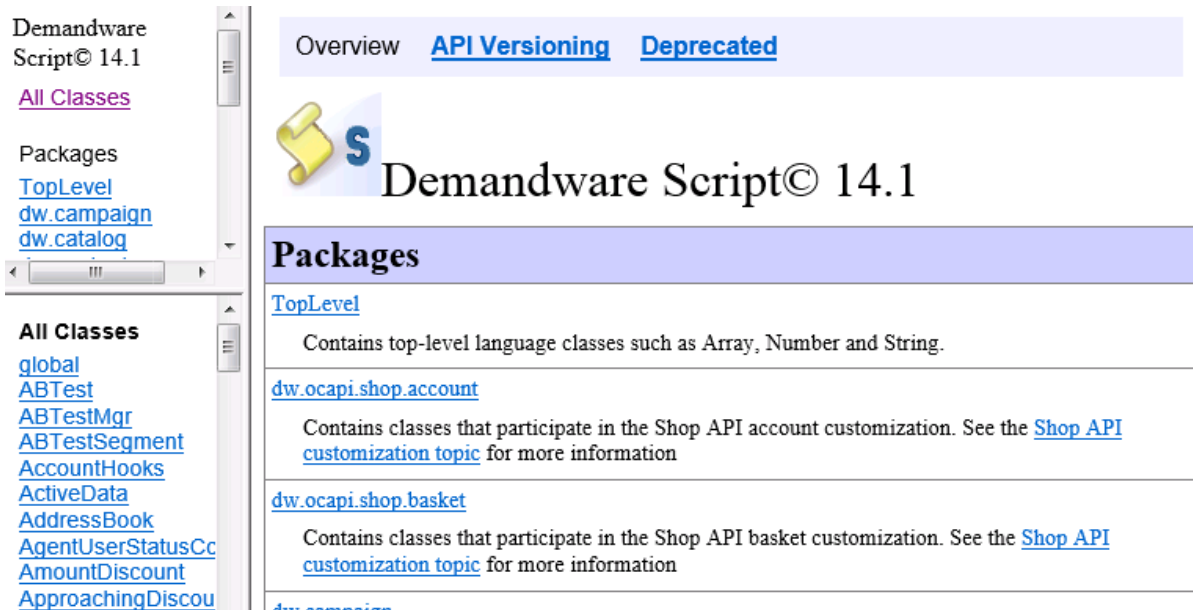 Demandware
Script© 14.1
All Classes
Packages
TopLevel
dw.campaign
dw.catalog
All Classes
global
ABTest
ABTestMgr
ABTestSegment
AccountHooks
ActiveData
AddressBook
AgentUserStatusCo
AmountDiscount
ApproachingDiscou
Overview API Versioning Deprecated
S
Demandware Script© 14.1
Packages
TopLevel
Contains top-level language classes such as Array, Number and String.
dw.ocapi.shop.account
Contains classes that participate in the Shop API account customization. See the Shop API
customization topic for more information
dw.ocapi.shop.basket
Contains classes that participate in the Shop API basket customization. See the Shop API
customization topic for more information
dw.campaign